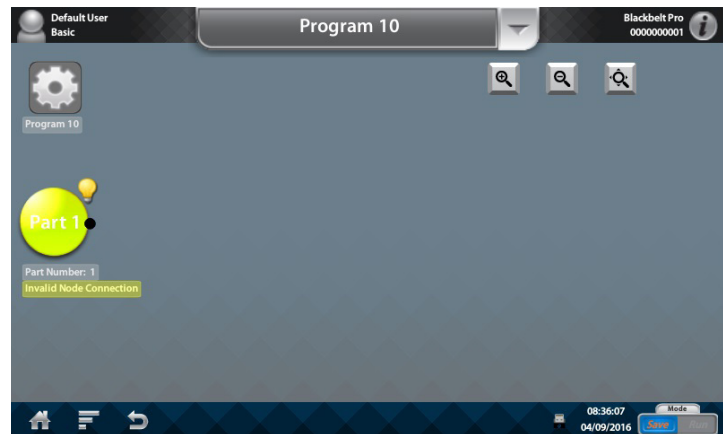 Default User
Basic
Program 10
Blackbelt Pro
0000000001
Program 10
Part 1
Part Number: 1
Invalid Node Connection
08:36:07
04/09/2016
Mode
Save
Run